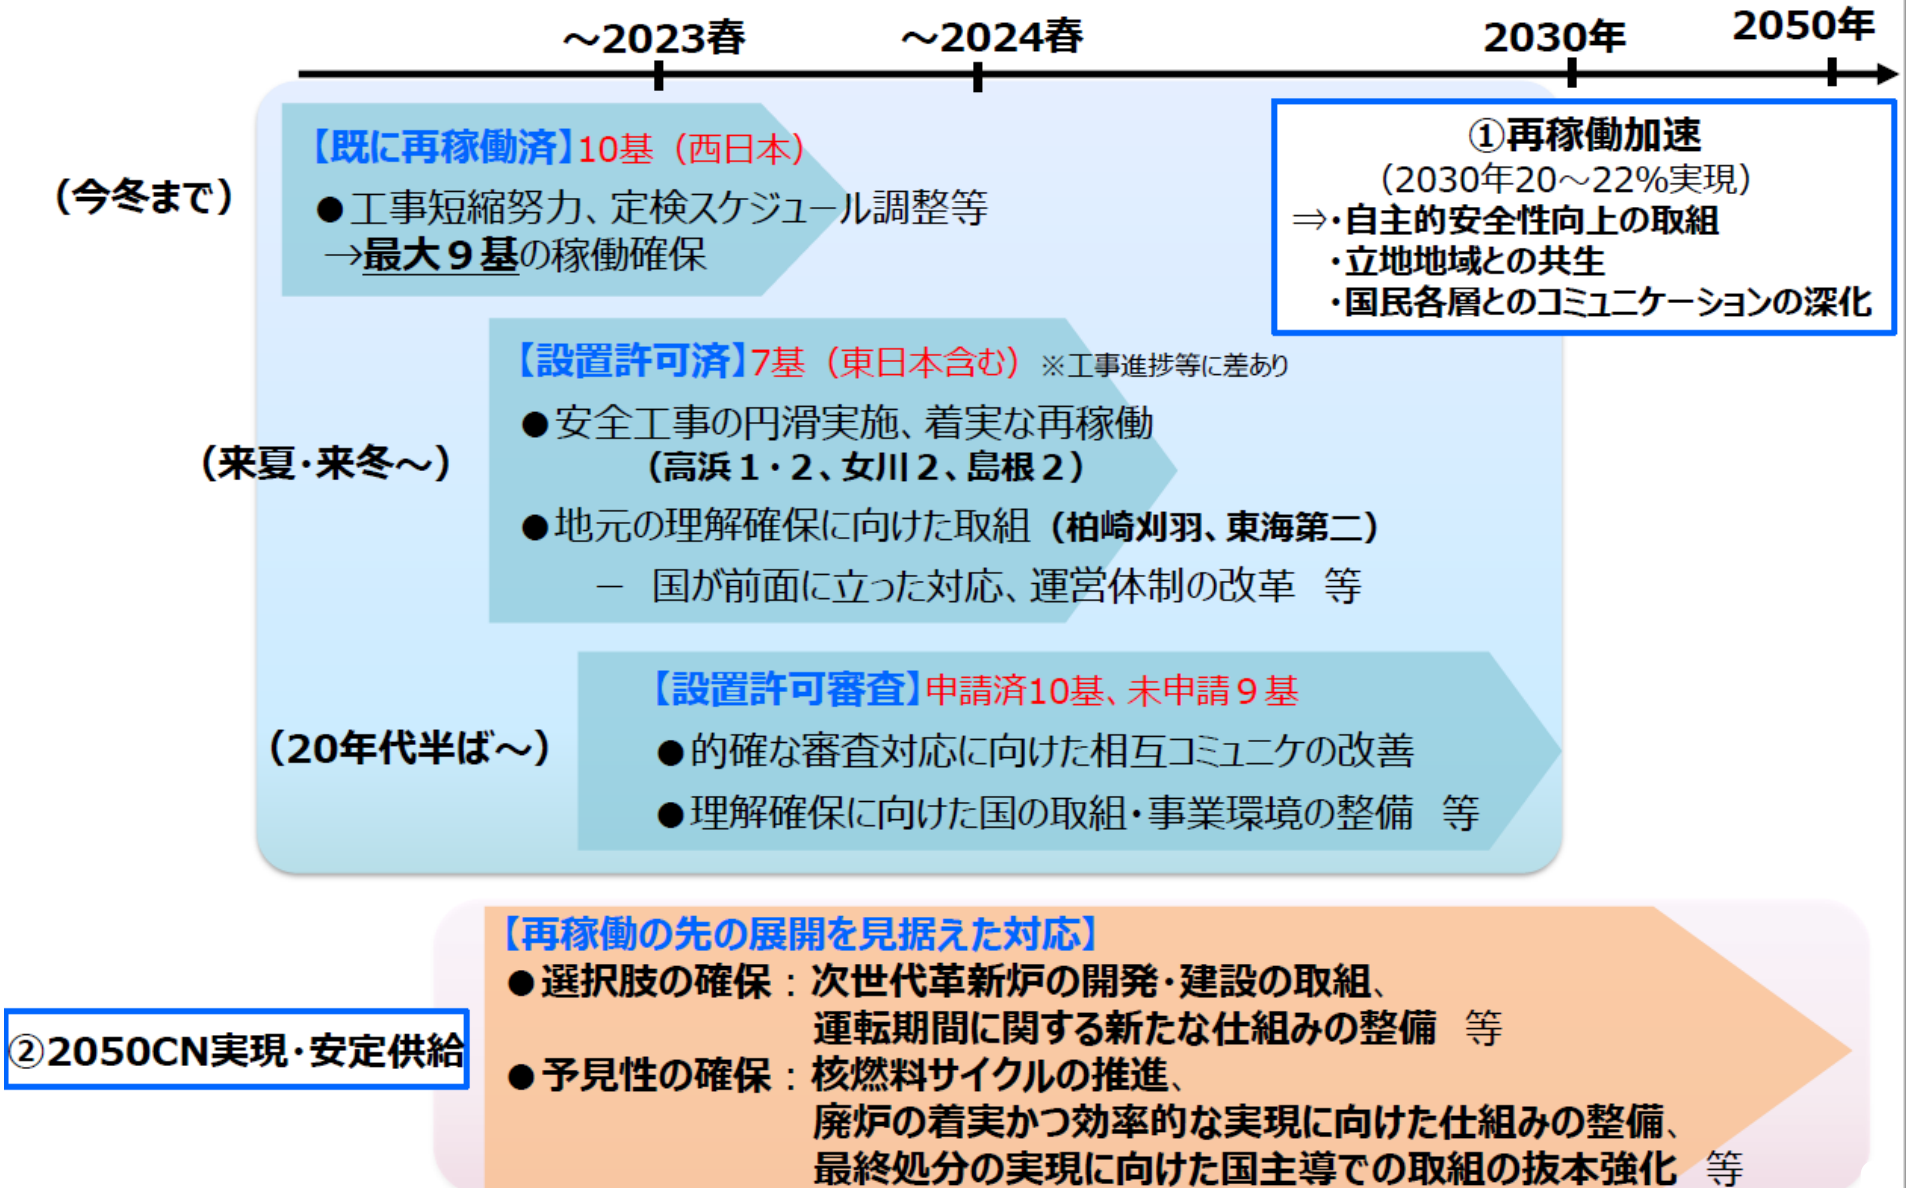 ～2023春 ～2024春 2030年 2050年
【既に再稼働済】10基（西日本）
（今冬まで）
●工事短縮努力、定検スケジュール調整等
→最大９基の稼働確保
①再稼働加速
（2030年20～22%実現）
⇒・自主的安全性向上の取組
・立地地域との共生
・国民各層とのコミュニケーションの深化
【設置許可済】7基（東日本含む）※工事進捗等に差あり
（来夏・来冬～）
●安全工事の円滑実施、着実な再稼働
（高浜１・２、女川２、島根２）
●地元の理解確保に向けた取組（柏崎刈羽、東海第二）
－ 国が前面に立った対応、運営体制の改革 等
【設置許可審査】申請済10基、未申請９基
（20年代半ば～）
●的確な審査対応に向けた相互コミュニケの改善
●理解確保に向けた国の取組・事業環境の整備 等
②2050CN実現・安定供給
【再稼働の先の展開を見据えた対応】
●選択肢の確保：次世代革新炉の開発・建設の取組、
運転期間に関する新たな仕組みの整備 等
●予見性の確保：核燃料サイクルの推進、
廃炉の着実かつ効率的な実現に向けた仕組みの整備、
最終処分の実現に向けた国主導での取組の抜本強化 等